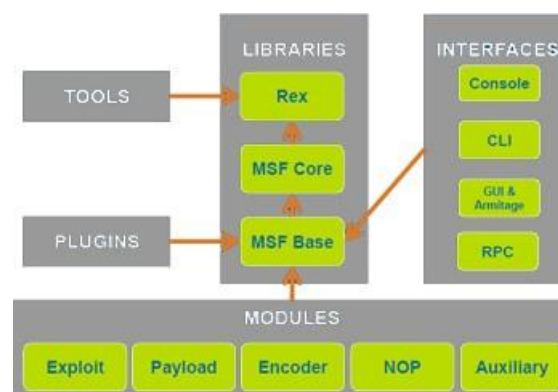 LIBRARIES
INTERFACES
TOOLS
Rex
Console
MSF Core
CLI
GUI &
Armitage
PLUGINS
MSF Base
RPC
MODULES
Exploit
Payload
Encoder
NOP
Auxiliary